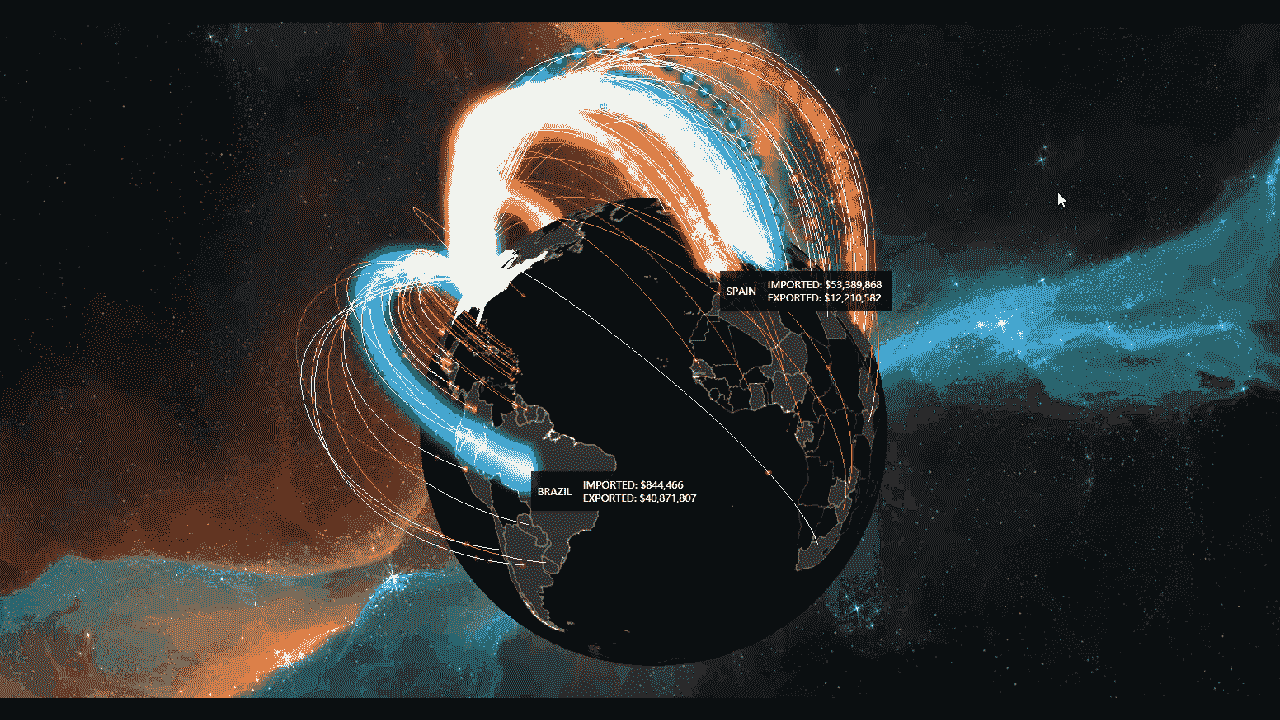 SPAIN
IMPORTED: $53,389,868
EXPORTED: $12,210,582
BRAZIL
IMPORTED: $844,466
EXPORTED: $40,871,807